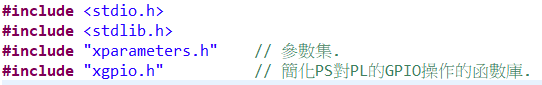 #include <stdio.h>
#include <stdlib.h>
#include "xparameters.h"    // 參數集.
#include "xgpio.h"          // 簡化PS對PL的GPIO操作的函數庫.